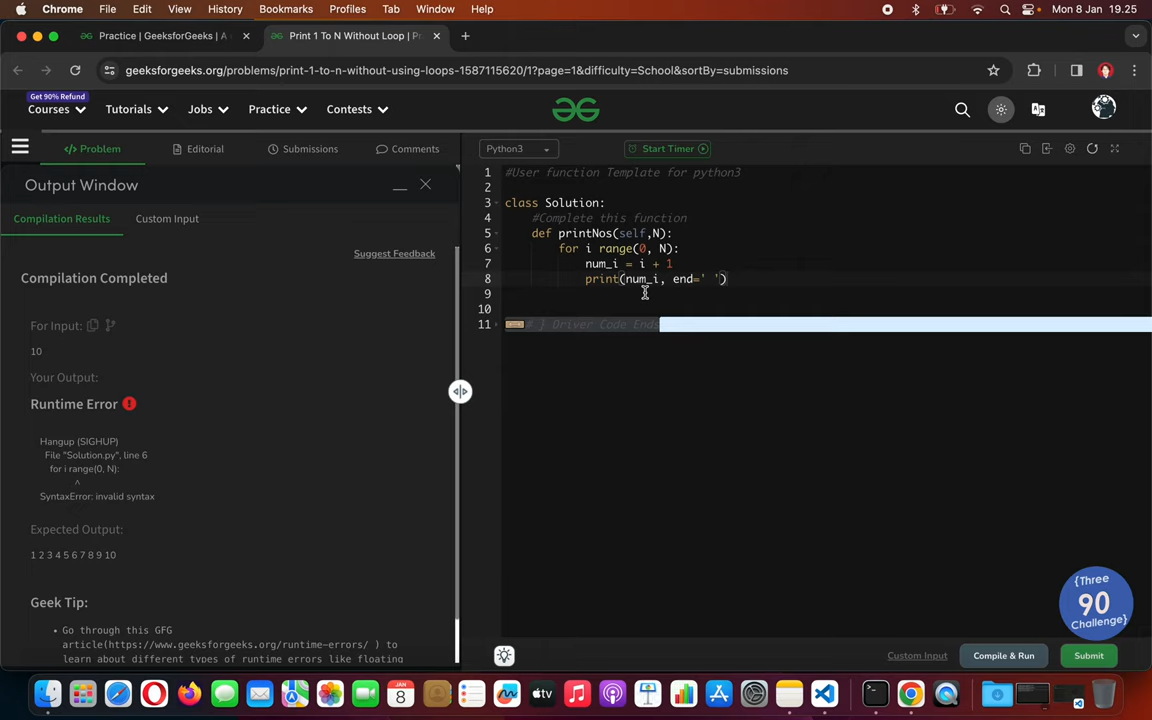 Chrome File Edit View History Bookmarks Profiles Tab Window Help Mon 8 Jan 19.25
Practice | GeeksforGeeks | A Print 1 To N Without Loop | Pr
geeksforgeeks.org/problems/print-1-to-n-without-using-loops-1587115620/1?page=1&difficulty=School&sortBy=submissions
Get 90% Refund
Courses Tutorials Jobs Practice Contests
</> Problem Editorial Submissions Comments
Output Window
Compilation Results Custom Input
Suggest Feedback
Compilation Completed
For Input:
10
Your Output:
Runtime Error
Hangup (SIGHUP)
File "Solution.py", line 6
for i range(0, N):
^
SyntaxError: invalid syntax
Expected Output:
1 2 3 4 5 6 7 8 9 10
Geek Tip:
• Go through this GFG
article(https://www.geeksforgeeks.org/runtime-errors/ ) to
learn about different types of runtime errors like floating
Python3 Start Timer
1 #User function Template for python3
2
3 class Solution:
4 #Complete this function
5 def printNos(self,N):
6 for i range(0, N):
7 num_i = i + 1
8 print(num_i, end=' ')
9
10
11 # } Driver Code Ends
{Three
90
Challenge}
Custom Input Compile & Run Submit
8
tv